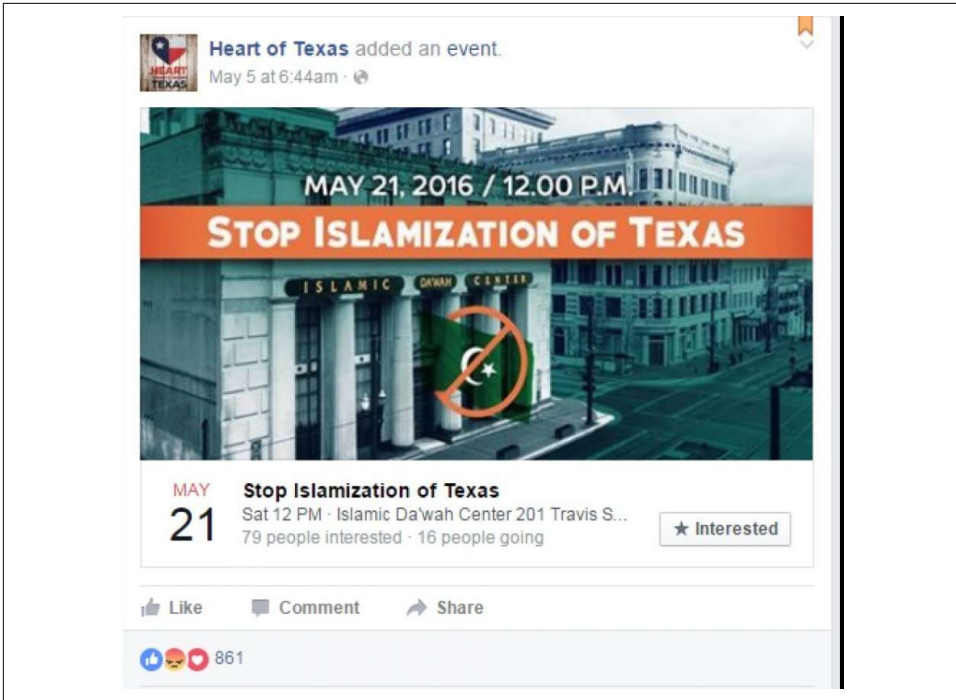 Heart of Texas added an event.
May 5 at 6:44am ·
HEART
TEXAS
MAY 21, 2016 / 12.00 P.M.
STOP ISLAMIZATION OF TEXAS
ISLAMIC DA'WAH CENTER
MAY
21
Stop Islamization of Texas
Sat 12 PM · Islamic Da'wah Center 201 Travis S...
79 people interested · 16 people going
Interested
Like Comment Share
861